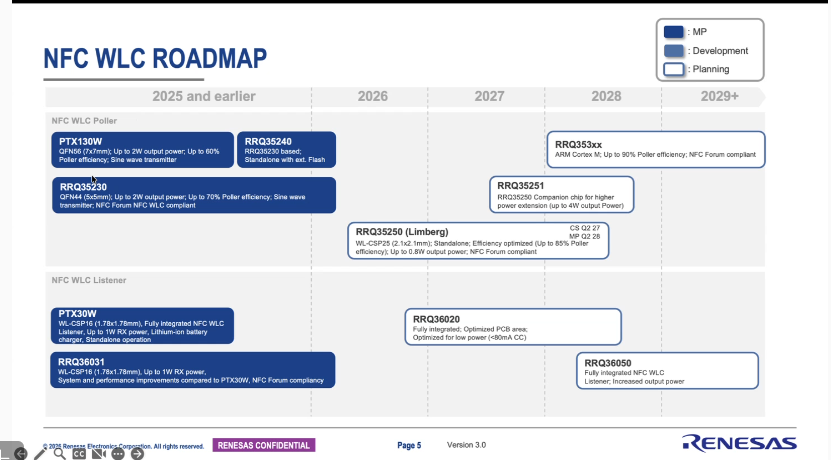 NFC WLC ROADMAP
: MP
: Development
: Planning
2025 and earlier
2026
2027
2028
2029+
NFC WLC Poller
PTX130W
QFN56 (7x7mm); Up to 2W output power; Up to 60%
Poller efficiency; Sine wave transmitter
RRQ35240
RRQ35230 based;
Standalone with ext. Flash
RRQ353xx
ARM Cortex M; Up to 90% Poller efficiency; NFC Forum compliant
RRQ35230
QFN44 (5x5mm); Up to 2W output power; Up to 70% Poller efficiency; Sine wave
transmitter; NFC Forum NFC WLC compliant
RRQ35251
RRQ35250 Companion chip for higher
power extension (up to 4W output Power)
RRQ35250 (Limberg)
CS Q2 27
MP Q2 28
WL-CSP25 (2.1x2.1mm); Standalone; Efficiency optimized (Up to 85% Poller
efficiency); Up to 0.8W output power; NFC Forum compliant
NFC WLC Listener
PTX30W
WL-CSP16 (1.78x1.78mm), Fully integrated NFC WLC
Listener, Up to 1W RX power, Lithium-ion battery
charger, Standalone operation
RRQ36020
Fully integrated; Optimized PCB area;
Optimized for low power (<80mA CC)
RRQ36031
WL-CSP16 (1.78x1.78mm), Up to 1W RX power,
System and performance improvements compared to PTX30W, NFC Forum compliancy
RRQ36050
Fully integrated NFC WLC
Listener; Increased output power
© 2025 Renesas Electronics Corporation. All rights reserved.
RENESAS CONFIDENTIAL
Page 5
Version 3.0
RENESAS
CC